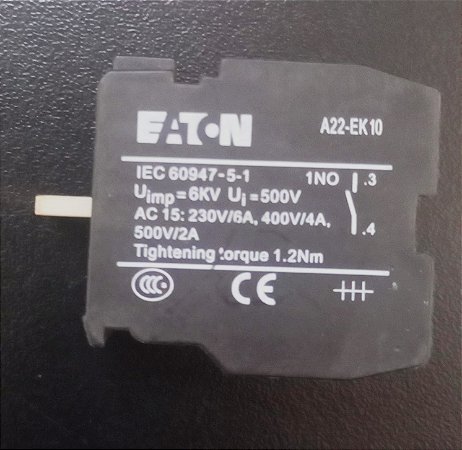 EATON
A22-EK10
IEC 60947-5-1
1NO .3
Uimp=6KV Ui=500V
AC 15: 230V/6A, 400V/4A,
.4
500V/2A
Tightening torque 1.2Nm
CCC CE